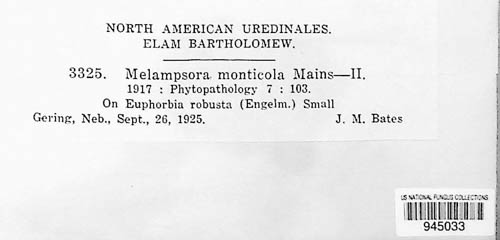 NORTH AMERICAN UREDINALES.
ELAM BARTHOLOMEW.
3325. Melampsora monticola Mains—II.
1917 : Phytopathology 7 : 103.
On Euphorbia robusta (Engelm.) Small
Gering, Neb., Sept., 26, 1925. J. M. Bates
US NATIONAL FUNGUS COLLECTIONS
945033